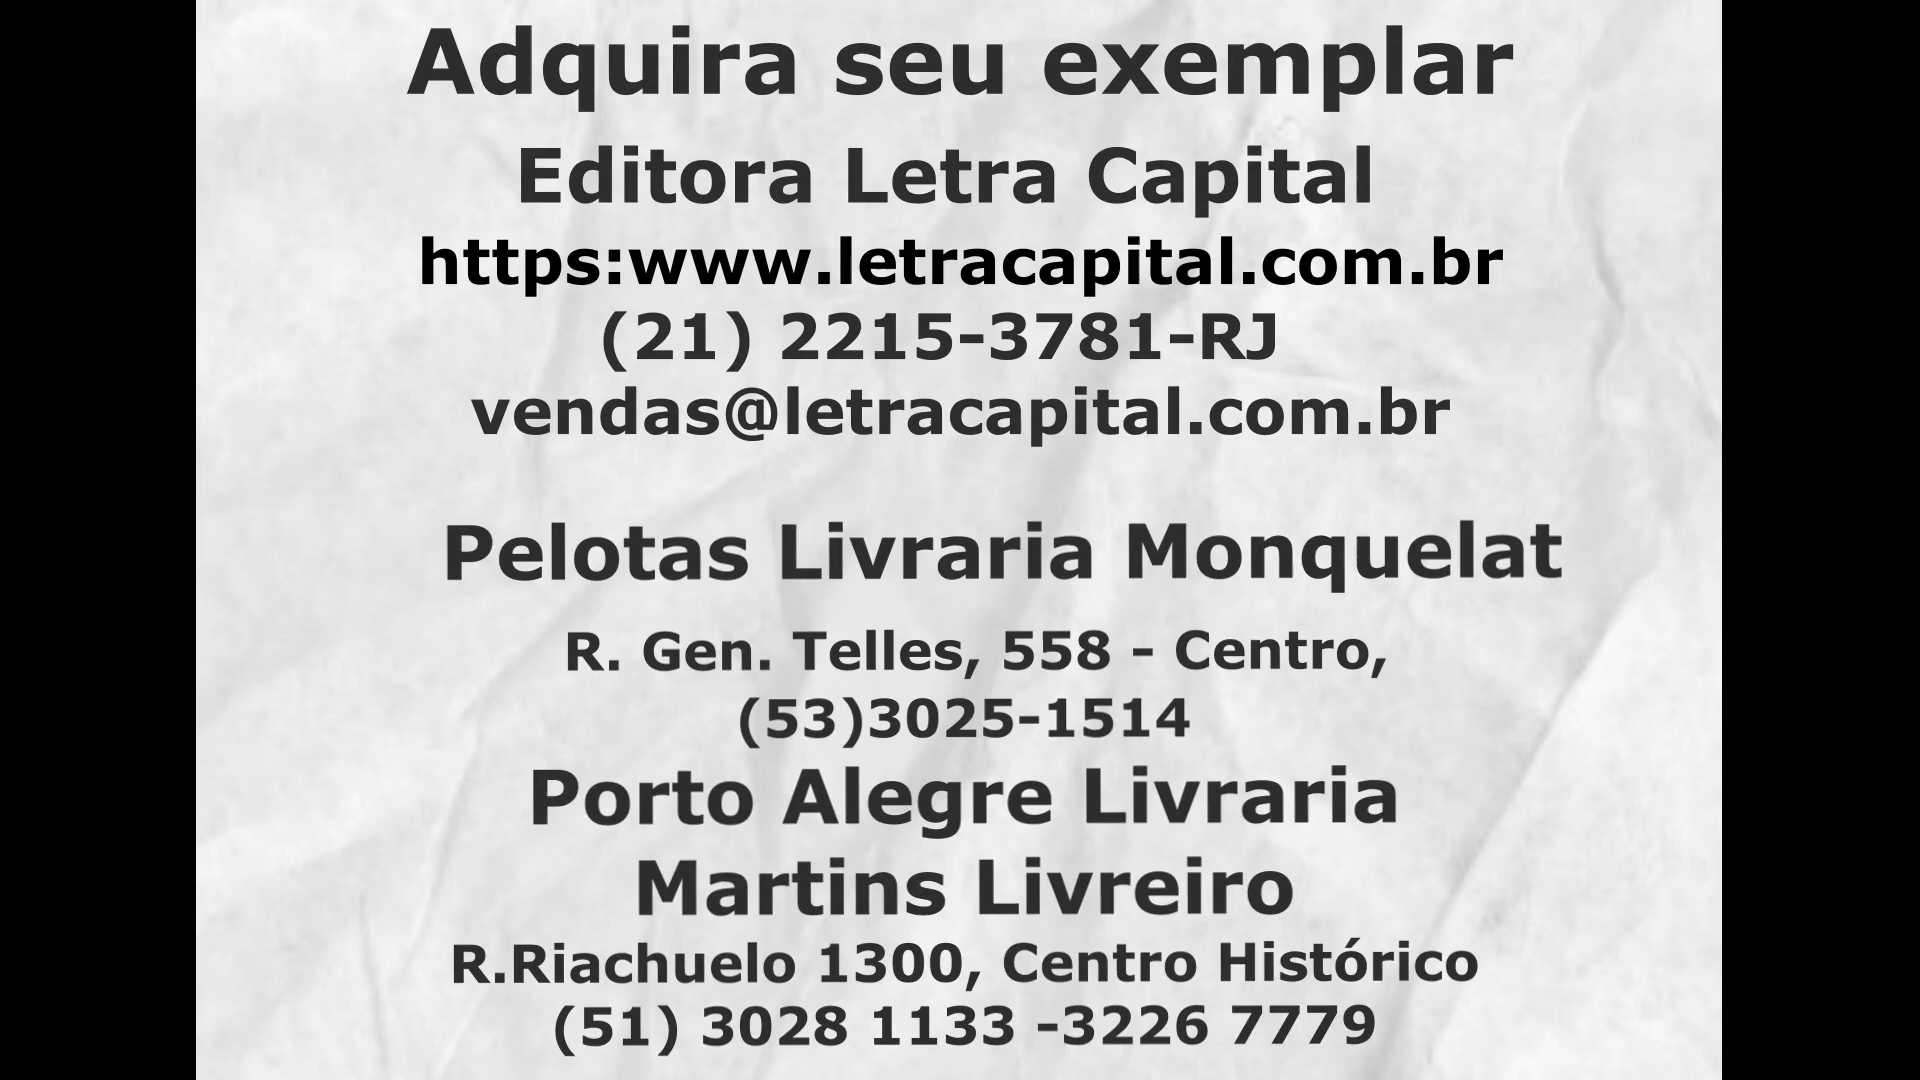 Adquira seu exemplar
Editora Letra Capital
https:www.letracapital.com.br
(21) 2215-3781-RJ
vendas@letracapital.com.br
Pelotas Livraria Monquelat
R. Gen. Telles, 558 - Centro,
(53)3025-1514
Porto Alegre Livraria
Martins Livreiro
R.Riachuelo 1300, Centro Histórico
(51) 3028 1133 -3226 7779